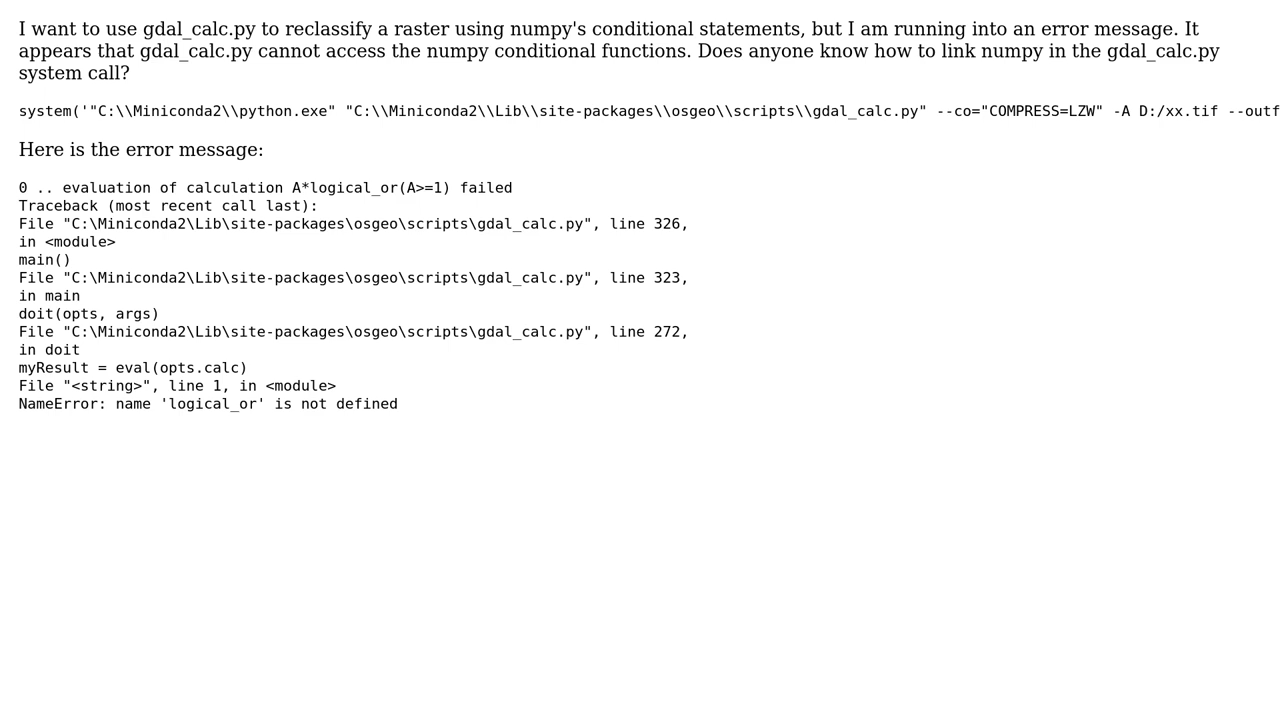 I want to use gdal_calc.py to reclassify a raster using numpy's conditional statements, but I am running into an error message. It
appears that gdal_calc.py cannot access the numpy conditional functions. Does anyone know how to link numpy in the gdal_calc.py
system call?
system('"C:\\Miniconda2\\python.exe" "C:\\Miniconda2\\Lib\\site-packages\\osgeo\\scripts\\gdal_calc.py" --co="COMPRESS=LZW" -A D:/xx.tif --outf
Here is the error message:
0 .. evaluation of calculation A*logical_or(A>=1) failed
Traceback (most recent call last):
File "C:\Miniconda2\Lib\site-packages\osgeo\scripts\gdal_calc.py", line 326,
in <module>
main()
File "C:\Miniconda2\Lib\site-packages\osgeo\scripts\gdal_calc.py", line 323,
in main
doit(opts, args)
File "C:\Miniconda2\Lib\site-packages\osgeo\scripts\gdal_calc.py", line 272,
in doit
myResult = eval(opts.calc)
File "<string>", line 1, in <module>
NameError: name 'logical_or' is not defined